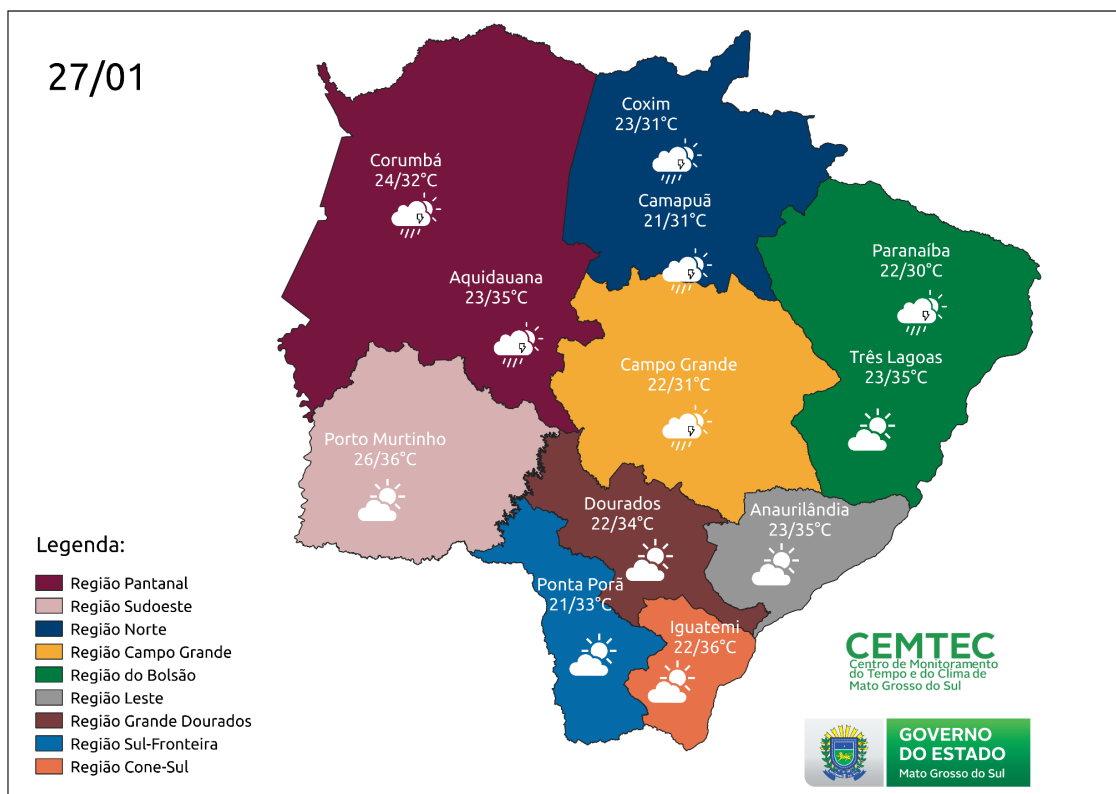 27/01
Coxim
23/31°C
Corumbá
24/32°C
Camapuã
21/31°C
Paranaíba
22/30°C
Aquidauana
23/35°C
Três Lagoas
23/35°C
Campo Grande
22/31°C
Porto Murtinho
26/36°C
Dourados
22/34°C
Anaurilândia
23/35°C
Ponta Porã
21/33°C
Iguatemi
22/36°C
Legenda:
Região Pantanal
Região Sudoeste
Região Norte
Região Campo Grande
Região do Bolsão
Região Leste
Região Grande Dourados
Região Sul-Fronteira
Região Cone-Sul
CEMTEC
Centro de Monitoramento
do Tempo e do Clima de
Mato Grosso do Sul
GOVERNO
DO ESTADO
Mato Grosso do Sul